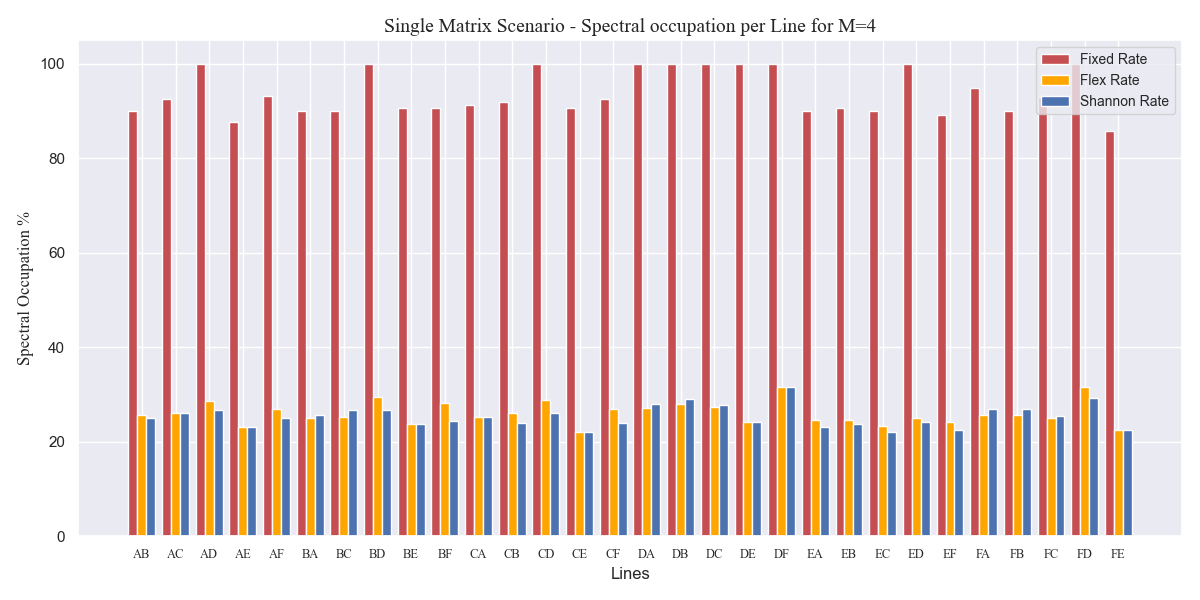 Single Matrix Scenario - Spectral occupation per Line for M=4
Fixed Rate
Flex Rate
Shannon Rate
Spectral Occupation %
100
80
60
40
20
0
AB AC AD AE AF BA BC BD BE BF CA CB CD CE CF DA DB DC DE DF EA EB EC ED EF FA FB FC FD FE
Lines